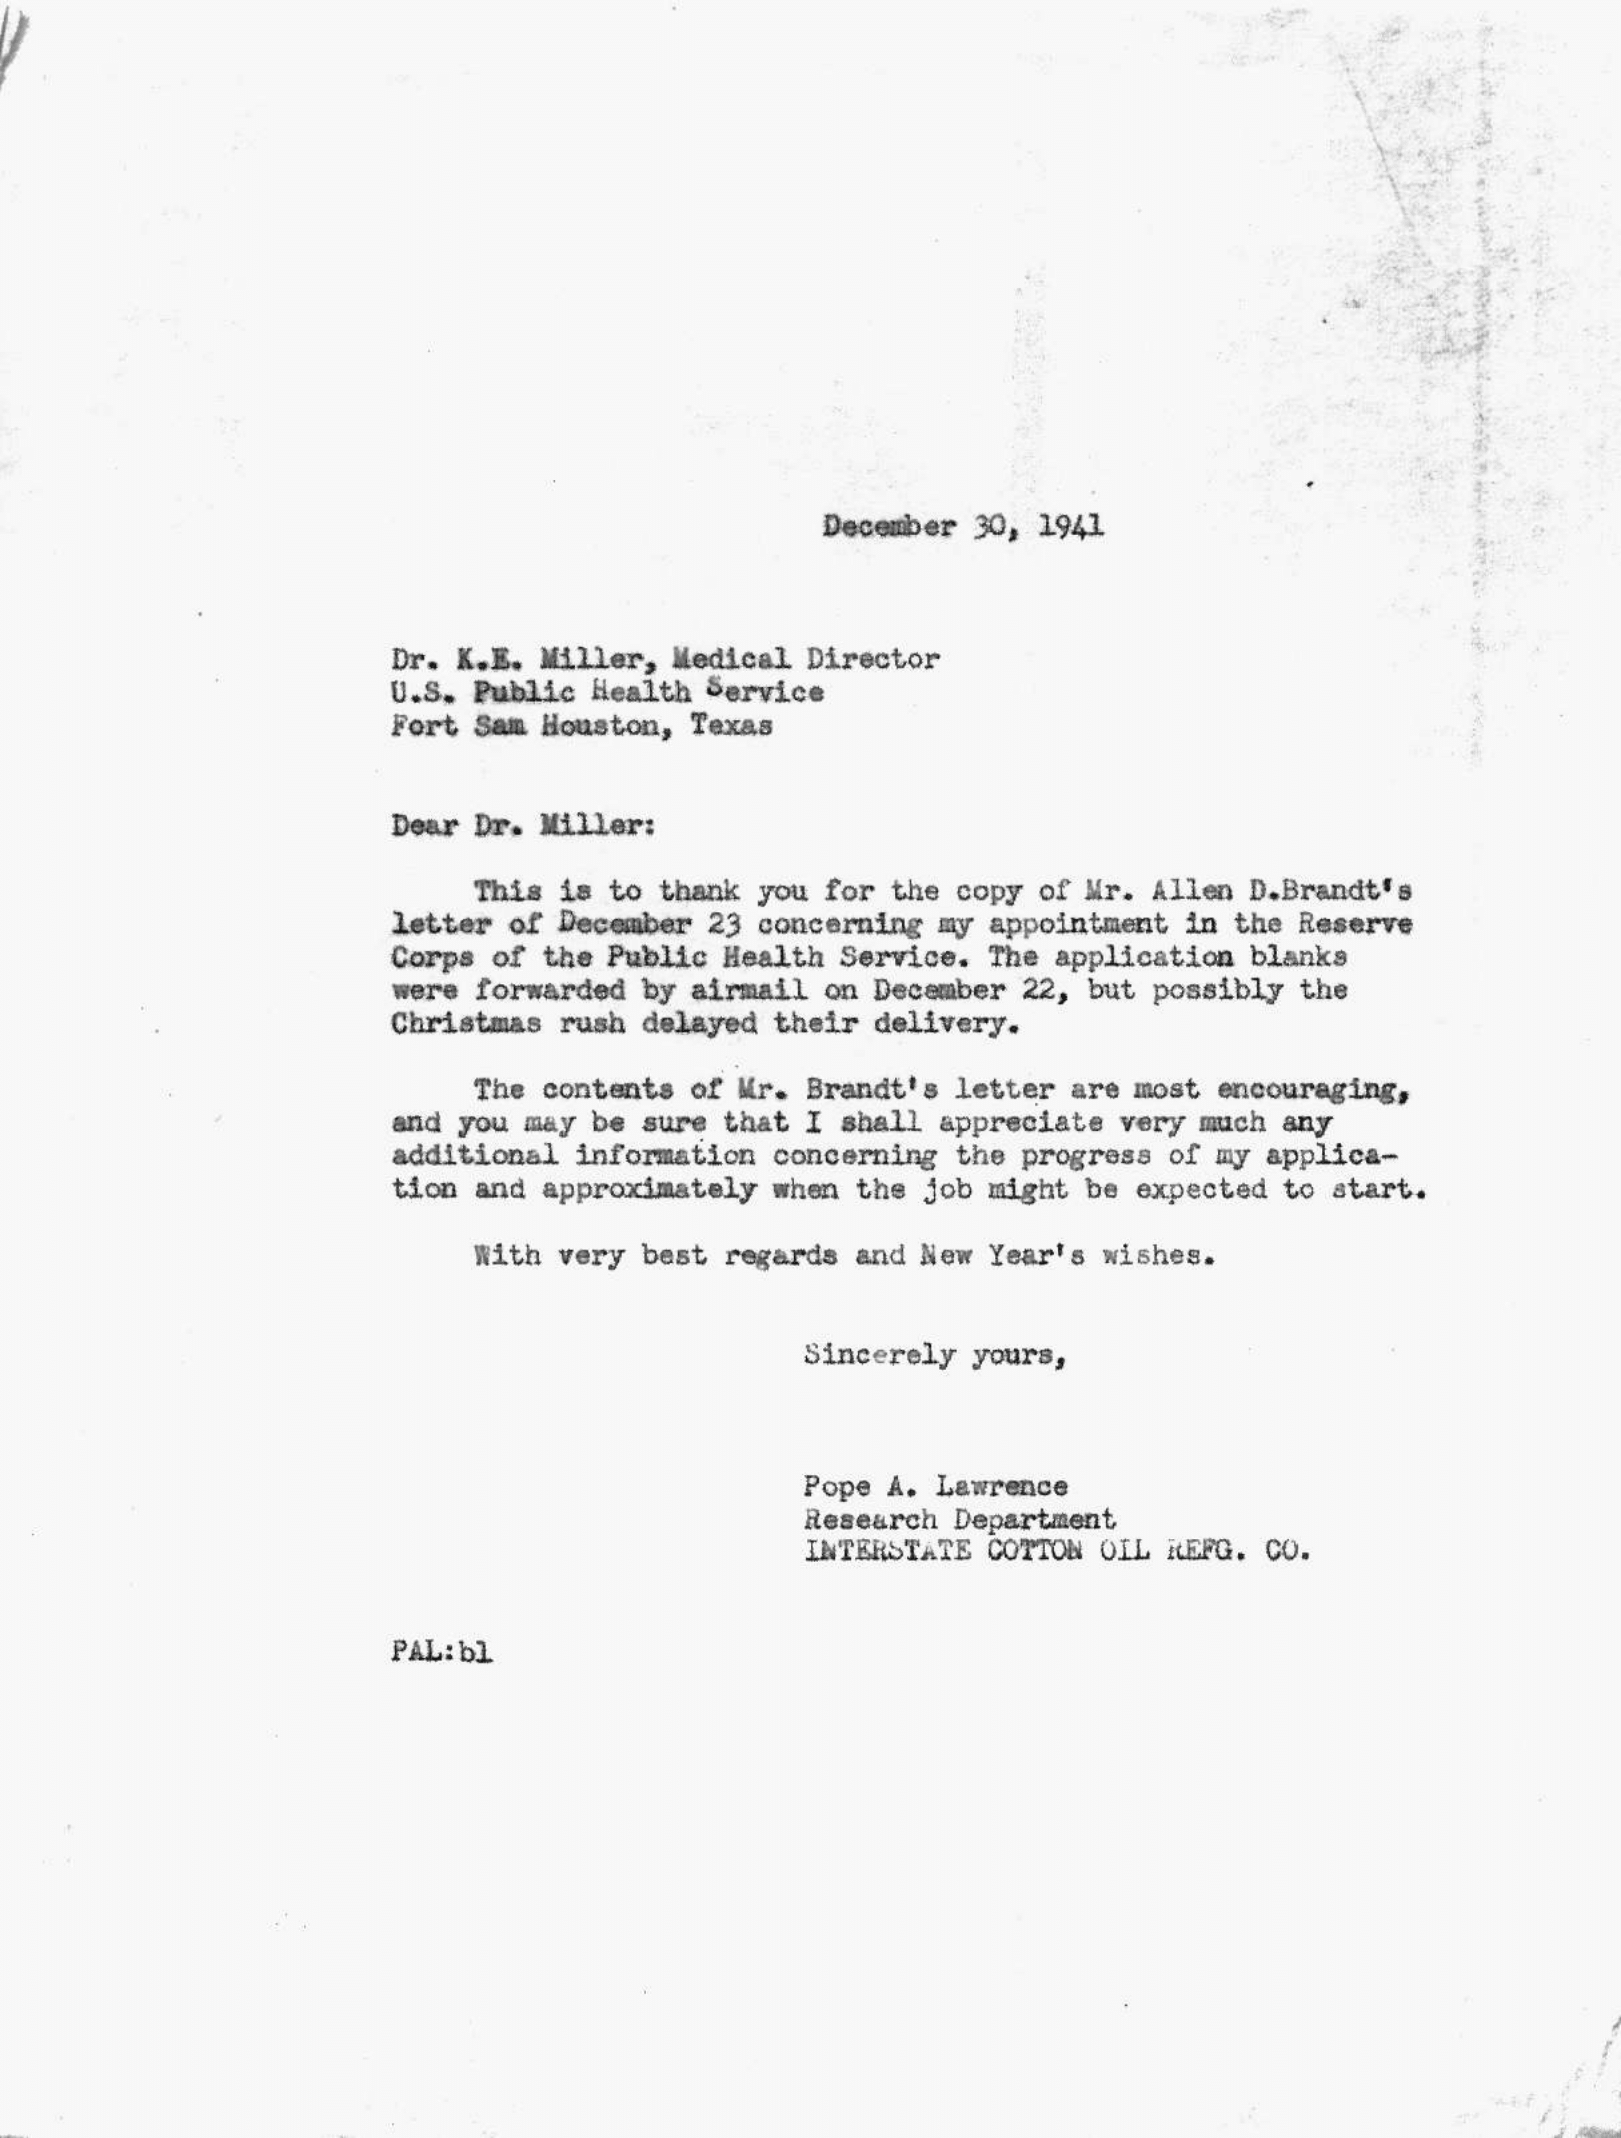 December 30, 1941
Dr. K.E. Miller, Medical Director
U.S. Public Health Service
Fort Sam Houston, Texas
Dear Dr. Miller:
This is to thank you for the copy of Mr. Allen D.Brandt's
letter of December 23 concerning my appointment in the Reserve
Corps of the Public Health Service. The application blanks
were forwarded by airmail on December 22, but possibly the
Christmas rush delayed their delivery.
The contents of Mr. Brandt's letter are most encouraging,
and you may be sure that I shall appreciate very much any
additional information concerning the progress of my applica-
tion and approximately when the job might be expected to start.
With very best regards and New Year's wishes.
Sincerely yours,
Pope A. Lawrence
Research Department
INTERSTATE COTTON OIL REFG. CO.
PAL:bl